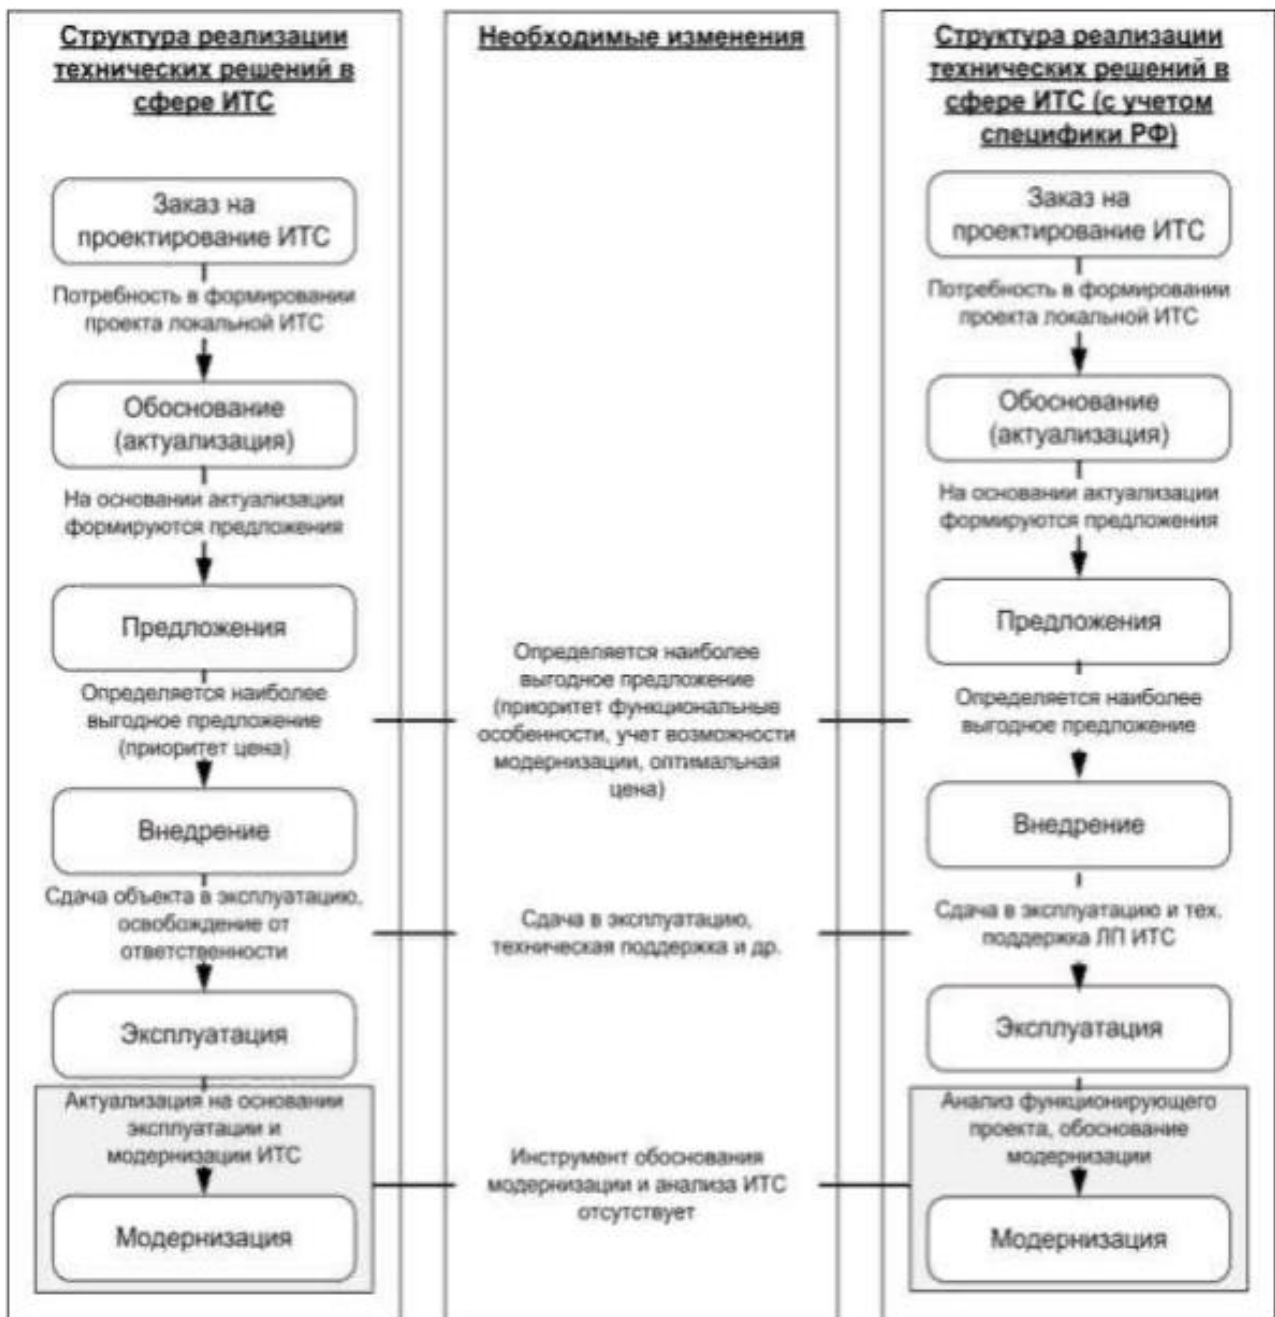 Структура реализации
технических решений в
сфере ИТС
Заказ на
проектирование ИТС
Потребность в формировании
проекта локальной ИТС
Обоснование
(актуализация)
На основании актуализации
формируются предложения
Предложения
Определяется наиболее
выгодное предложение
(приоритет цена)
Внедрение
Сдача объекта в эксплуатацию,
освобождение от
ответственности
Эксплуатация
Актуализация на основании
эксплуатации и
модернизации ИТС
Модернизация
Необходимые изменения
Определяется наиболее
выгодное предложение
(приоритет функциональные
особенности, учет возможности
модернизации, оптимальная
цена)
Сдача в эксплуатацию,
техническая поддержка и др.
Инструмент обоснования
модернизации и анализа ИТС
отсутствует
Структура реализации
технических решений в
сфере ИТС (с учетом
специфики РФ)
Заказ на
проектирование ИТС
Потребность в формировании
проекта локальной ИТС
Обоснование
(актуализация)
На основании актуализации
формируются предложения
Предложения
Определяется наиболее
выгодное предложение
Внедрение
Сдача в эксплуатацию и тех.
поддержка ЛП ИТС
Эксплуатация
Анализ функционирующего
проекта, обоснование
модернизации
Модернизация